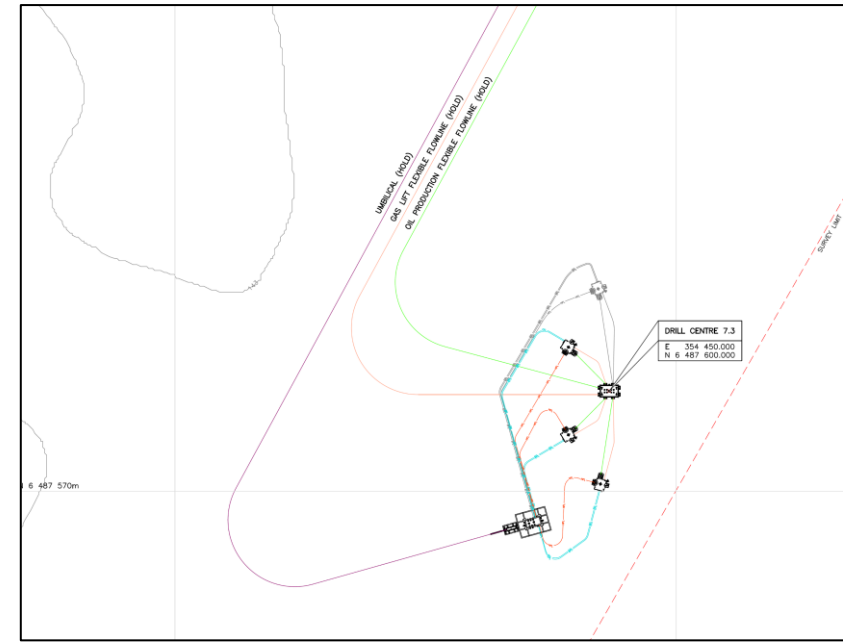 UMBILICAL (HOLD)
GAS LIFT FLEXIBLE FLOWLINE (HOLD)
OIL PRODUCTION FLEXIBLE FLOWLINE (HOLD)
SURVEY LIMIT
DRILL CENTRE 7.3
E 354 450.000
N 6 487 600.000
N 6 487 570m